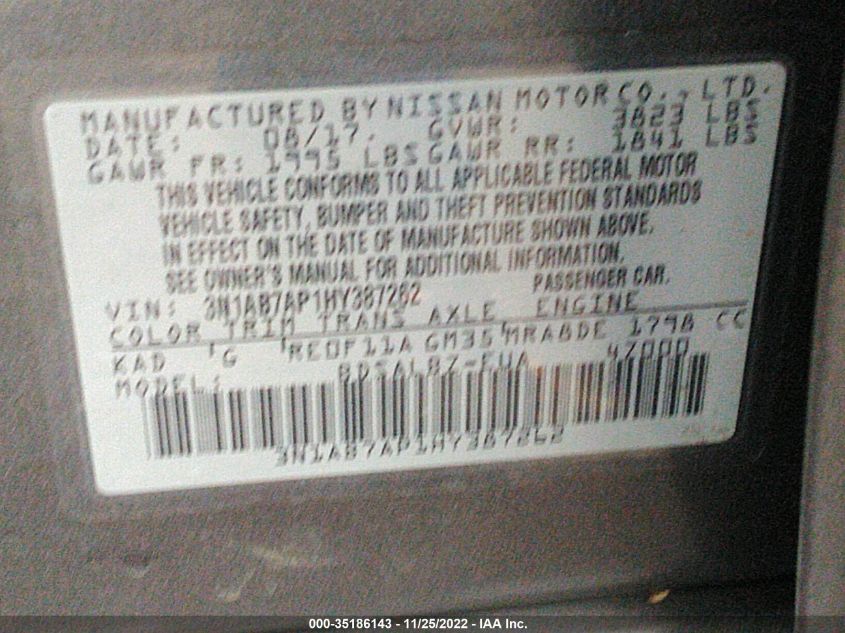 MANUFACTURED BY NISSAN MOTOR CO., LTD.
DATE: 08/17. GVWR: 3823 LBS
GAWR FR: 1995 LBS GAWR RR: 1841 LBS
THIS VEHICLE CONFORMS TO ALL APPLICABLE FEDERAL MOTOR
VEHICLE SAFETY, BUMPER AND THEFT PREVENTION STANDARDS
IN EFFECT ON THE DATE OF MANUFACTURE SHOWN ABOVE.
SEE OWNER'S MANUAL FOR ADDITIONAL INFORMATION.
VIN: 3N1AB7AP1HY387262 PASSENGER CAR.
COLOR TRIM TRANS AXLE ENGINE
KAD G RE0F11A GM35 MRA8DE 1798 CC
MODEL: BDSALBZ-EUA 47000
3N1AB7AP1HY387262
000-35186143 - 11/25/2022 - IAA Inc.